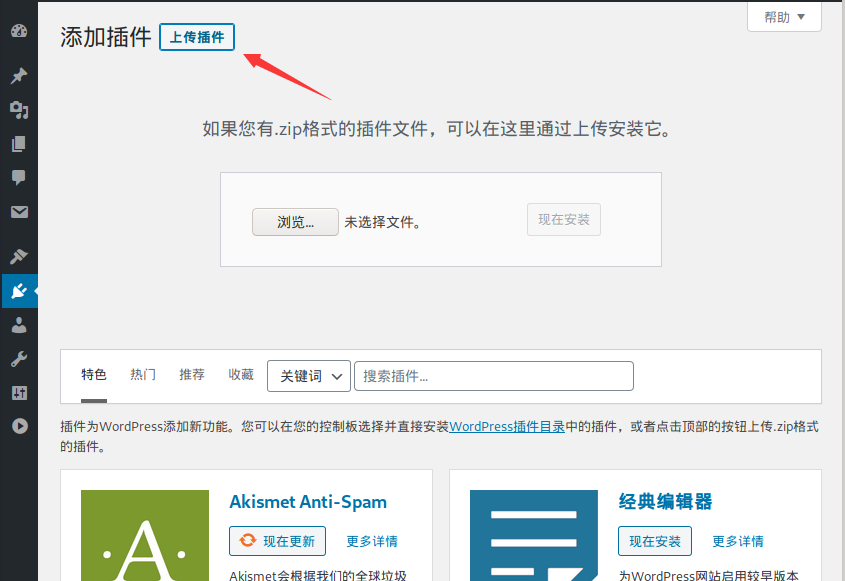 帮助 ▼
添加插件 上传插件
如果您有.zip格式的插件文件，可以在这里通过上传安装它。
浏览... 未选择文件。 现在安装
特色 热门 推荐 收藏 关键词 搜索插件...
插件为WordPress添加新功能。您可以在您的控制板选择并直接安装WordPress插件目录中的插件，或者点击顶部的按钮上传.zip格式
的插件。
Akismet Anti-Spam
现在更新 更多详情
Akismet会根据我们的全球垃圾
经典编辑器
现在安装 更多详情
为WordPress网站启用较早版本